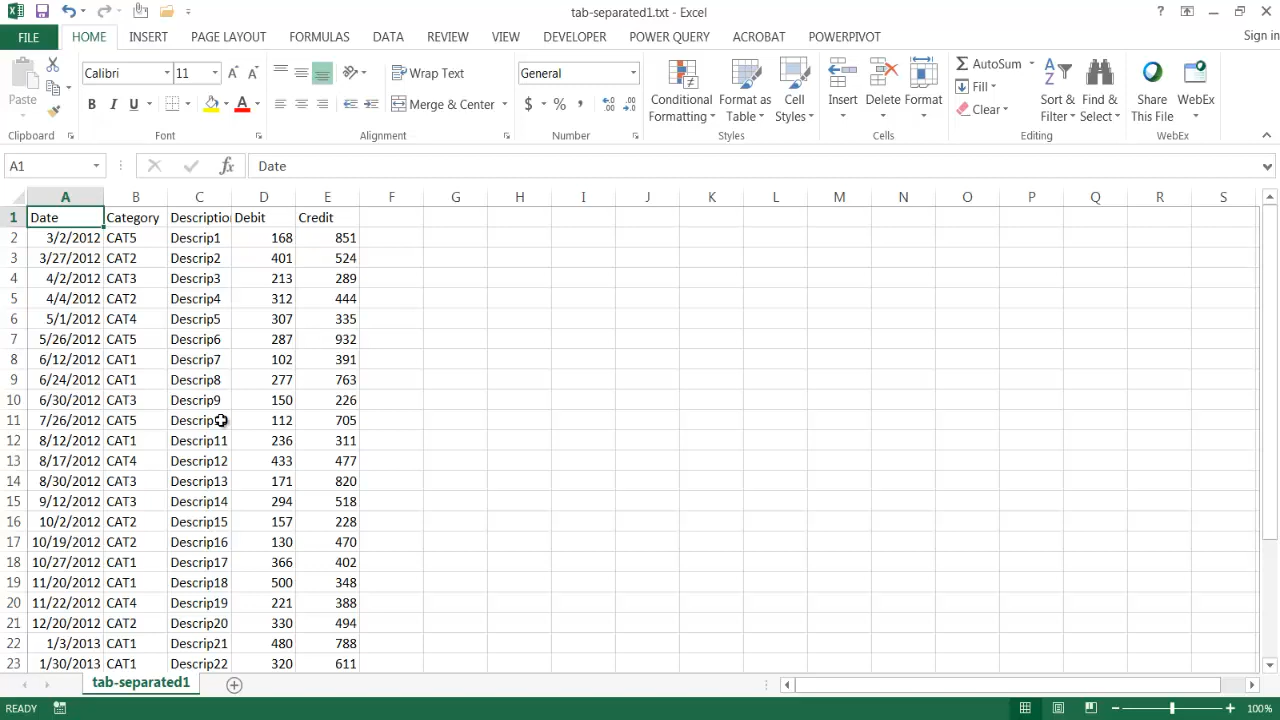 tab-separated1.txt - Excel
?
FILE HOME INSERT PAGE LAYOUT FORMULAS DATA REVIEW VIEW DEVELOPER POWER QUERY ACROBAT POWERPIVOT Sign in
Calibri 11 Wrap Text General AutoSum
Fill
Paste B I U A Merge & Center $ % , Conditional Formatting Format as Table Cell Styles Insert Delete Format Clear Sort & Filter Find & Select Share This File WebEx
Clipboard Font Alignment Number Styles Cells Editing WebEx
A1 fx Date
A B C D E F G H I J K L M N O P Q R S
1 Date Category Description Debit Credit
2 3/2/2012 CAT5 Descrip1 168 851
3 3/27/2012 CAT2 Descrip2 401 524
4 4/2/2012 CAT3 Descrip3 213 289
5 4/4/2012 CAT2 Descrip4 312 444
6 5/1/2012 CAT4 Descrip5 307 335
7 5/26/2012 CAT5 Descrip6 287 932
8 6/12/2012 CAT1 Descrip7 102 391
9 6/24/2012 CAT1 Descrip8 277 763
10 6/30/2012 CAT3 Descrip9 150 226
11 7/26/2012 CAT5 Descrip 112 705
12 8/12/2012 CAT1 Descrip11 236 311
13 8/17/2012 CAT4 Descrip12 433 477
14 8/30/2012 CAT3 Descrip13 171 820
15 9/12/2012 CAT3 Descrip14 294 518
16 10/2/2012 CAT2 Descrip15 157 228
17 10/19/2012 CAT2 Descrip16 130 470
18 10/27/2012 CAT1 Descrip17 366 402
19 11/20/2012 CAT1 Descrip18 500 348
20 11/22/2012 CAT4 Descrip19 221 388
21 12/20/2012 CAT2 Descrip20 330 494
22 1/3/2013 CAT1 Descrip21 480 788
23 1/30/2013 CAT1 Descrip22 320 611
tab-separated1
READY 100%